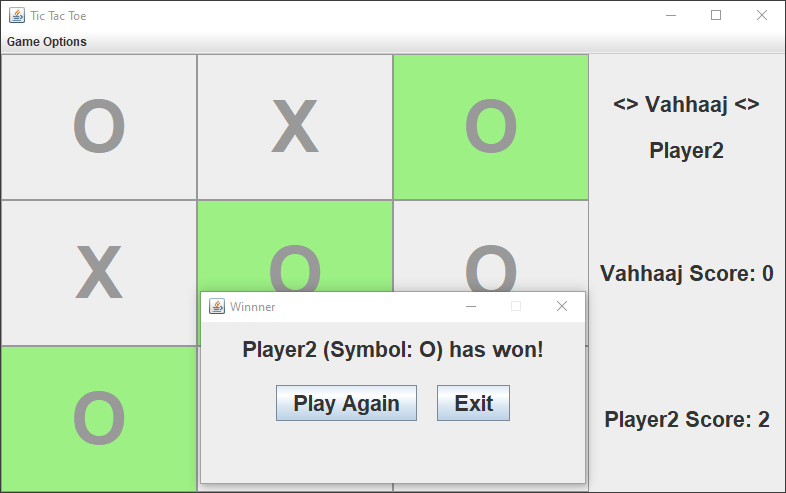 Tic Tac Toe
Game Options
O X O
<> Vahhaaj <>
Player2
X O O
Vahhaaj Score: 0
Winnner
Player2 (Symbol: O) has won!
Play Again Exit
O
Player2 Score: 2